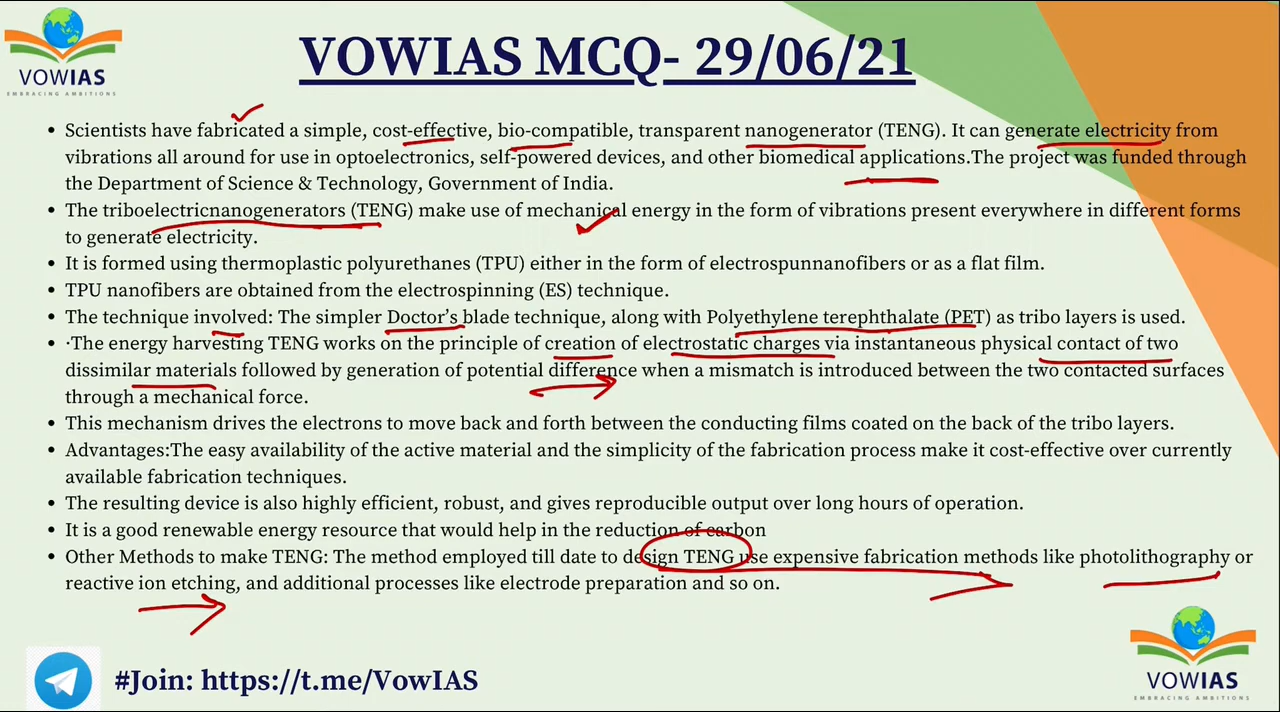 VOWIAS
EMBRACING AMBITIONS
VOWIAS MCQ- 29/06/21
• Scientists have fabricated a simple, cost-effective, bio-compatible, transparent nanogenerator (TENG). It can generate electricity from
vibrations all around for use in optoelectronics, self-powered devices, and other biomedical applications.The project was funded through
the Department of Science & Technology, Government of India.
• The triboelectricnanogenerators (TENG) make use of mechanical energy in the form of vibrations present everywhere in different forms
to generate electricity.
• It is formed using thermoplastic polyurethanes (TPU) either in the form of electrospunnanofibers or as a flat film.
• TPU nanofibers are obtained from the electrospinning (ES) technique.
• The technique involved: The simpler Doctor's blade technique, along with Polyethylene terephthalate (PET) as tribo layers is used.
• ·The energy harvesting TENG works on the principle of creation of electrostatic charges via instantaneous physical contact of two
dissimilar materials followed by generation of potential difference when a mismatch is introduced between the two contacted surfaces
through a mechanical force.
• This mechanism drives the electrons to move back and forth between the conducting films coated on the back of the tribo layers.
• Advantages:The easy availability of the active material and the simplicity of the fabrication process make it cost-effective over currently
available fabrication techniques.
• The resulting device is also highly efficient, robust, and gives reproducible output over long hours of operation.
• It is a good renewable energy resource that would help in the reduction of carbon
• Other Methods to make TENG: The method employed till date to design TENG use expensive fabrication methods like photolithography or
reactive ion etching, and additional processes like electrode preparation and so on.
#Join: https://t.me/VowIAS
VOWIAS
EMBRACING AMBITIONS